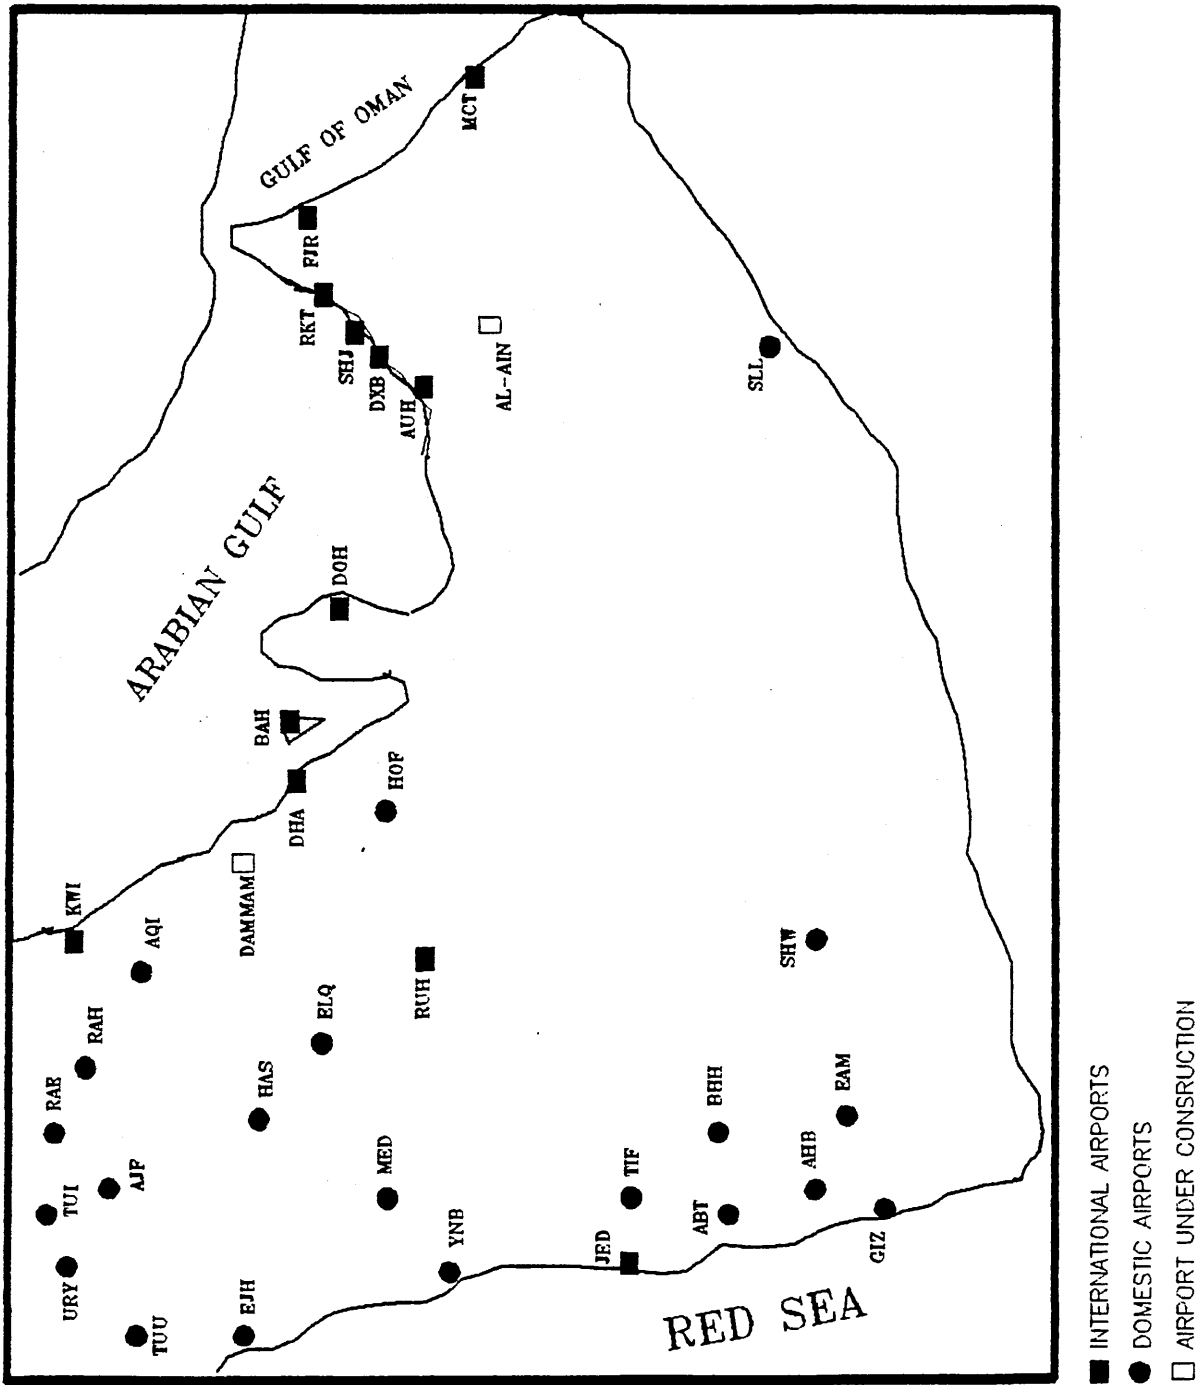 GULF OF OMAN
MCT
FJR
RKT
SHJ
DXB
AUH
AL-AIN
SLL
ARABIAN GULF
DOH
BAH
DHA
HOF
DAMMAM
KWI
AQI
RAH
RAE
RUH
ELQ
HAS
SHW
TUI
AJF
MED
TIF
BHH
EAM
AHB
ABT
GIZ
URY
TUU
EJH
YNB
JED
RED SEA
INTERNATIONAL AIRPORTS
DOMESTIC AIRPORTS
AIRPORT UNDER CONSRUCTION